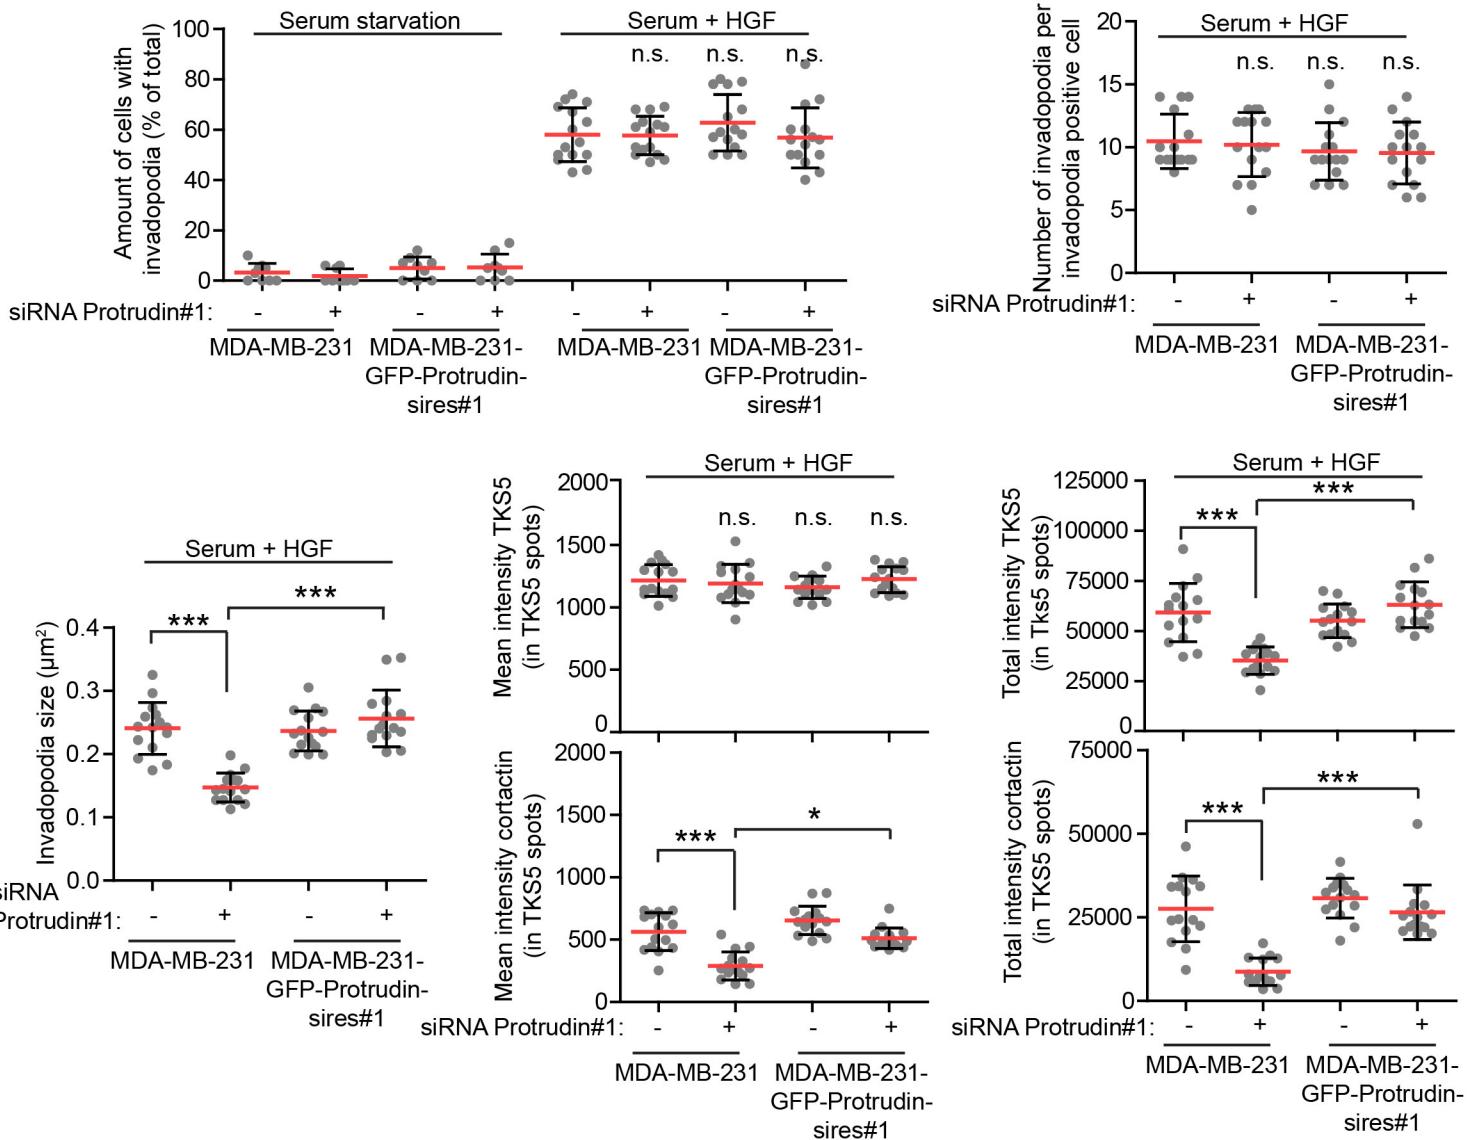 Serum starvation
Serum + HGF
Amount of cells with
invadopodia (% of total)
100
80
60
40
20
0
n.s.
n.s.
n.s.
siRNA Protrudin#1:
-
+
-
+
-
+
-
+
MDA-MB-231
MDA-MB-231-
GFP-Protrudin-
sires#1
MDA-MB-231
MDA-MB-231-
GFP-Protrudin-
sires#1
Serum + HGF
Number of invadopodia per
invadopodia positive cell
20
15
10
5
0
n.s.
n.s.
n.s.
siRNA Protrudin#1:
-
+
-
+
MDA-MB-231
MDA-MB-231-
GFP-Protrudin-
sires#1
Serum + HGF
Invadopodia size (μm²)
0.4
0.3
0.2
0.1
0.0
***
***
siRNA
Protrudin#1:
-
+
-
+
MDA-MB-231
MDA-MB-231-
GFP-Protrudin-
sires#1
Serum + HGF
Mean intensity TKS5
(in TKS5 spots)
2000
1500
1000
500
0
n.s.
n.s.
n.s.
Mean intensity cortactin
(in TKS5 spots)
2000
1500
1000
500
0
***
*
siRNA Protrudin#1:
-
+
-
+
MDA-MB-231
MDA-MB-231-
GFP-Protrudin-
sires#1
Serum + HGF
Total intensity TKS5
(in TKs5 spots)
125000
100000
75000
50000
25000
0
***
***
Total intensity cortactin
(in TKS5 spots)
75000
50000
25000
0
***
***
siRNA Protrudin#1:
-
+
-
+
MDA-MB-231
MDA-MB-231-
GFP-Protrudin-
sires#1